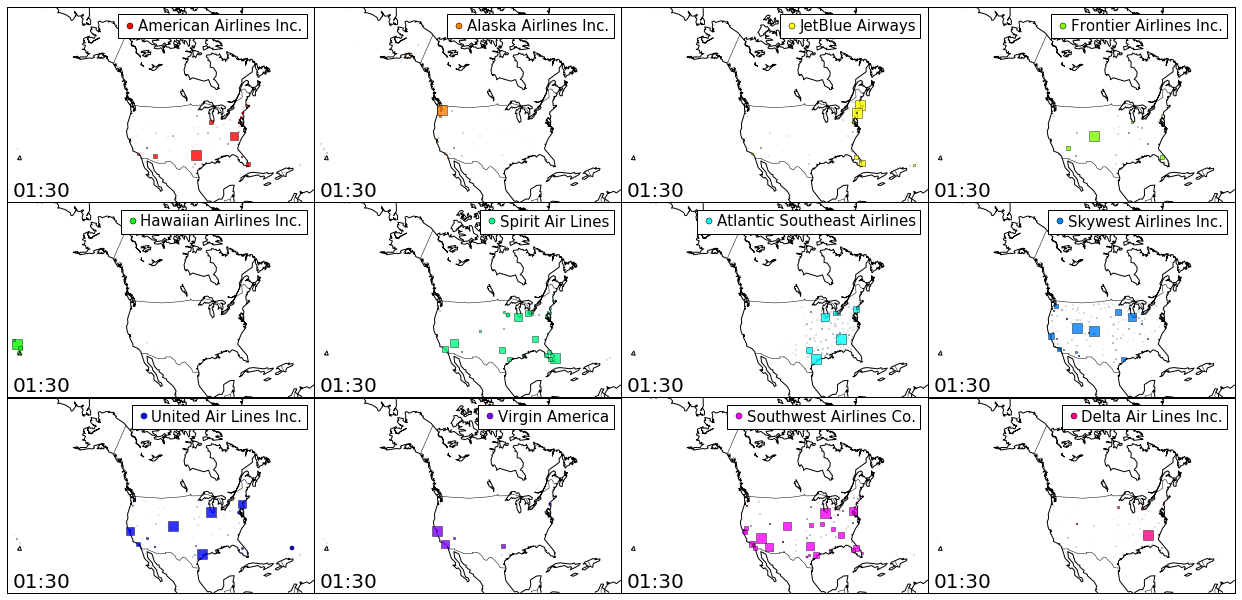 American Airlines Inc.
Alaska Airlines Inc.
JetBlue Airways
Frontier Airlines Inc.
01:30
01:30
01:30
01:30
Hawaiian Airlines Inc.
Spirit Air Lines
Atlantic Southeast Airlines
Skywest Airlines Inc.
01:30
01:30
01:30
01:30
United Air Lines Inc.
Virgin America
Southwest Airlines Co.
Delta Air Lines Inc.
01:30
01:30
01:30
01:30